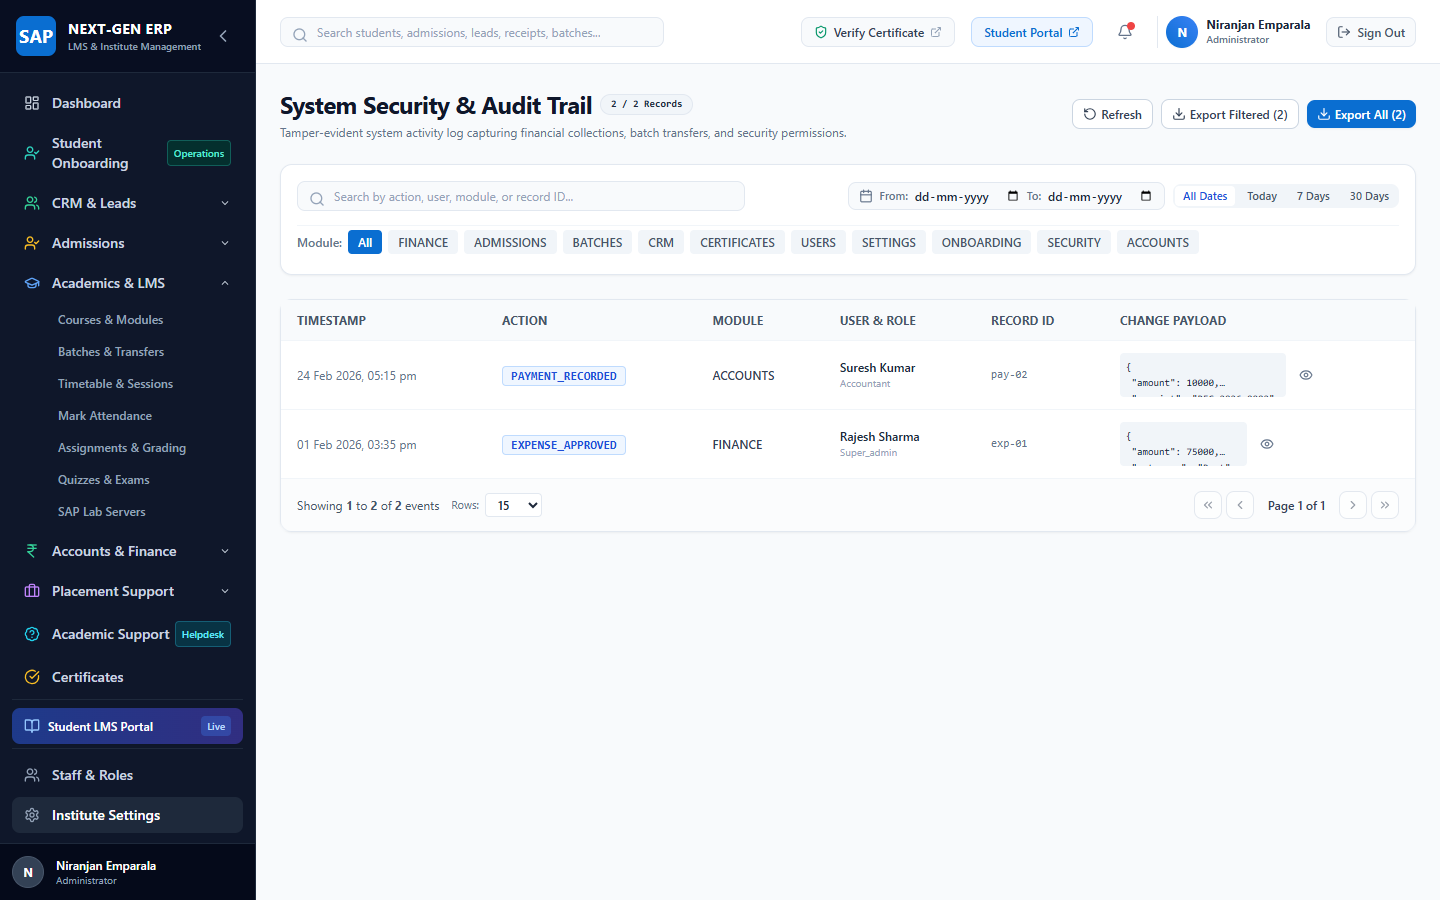 SAP
NEXT-GEN ERP
LMS & Institute Management
Search students, admissions, leads, receipts, batches...
Verify Certificate
Student Portal
N
Niranjan Emparala
Administrator
Sign Out
Dashboard
Student Onboarding
Operations
CRM & Leads
Admissions
Academics & LMS
Courses & Modules
Batches & Transfers
Timetable & Sessions
Mark Attendance
Assignments & Grading
Quizzes & Exams
SAP Lab Servers
Accounts & Finance
Placement Support
Academic Support
Helpdesk
Certificates
Student LMS Portal
Live
Staff & Roles
Institute Settings
N
Niranjan Emparala
Administrator
System Security & Audit Trail
2 / 2 Records
Tamper-evident system activity log capturing financial collections, batch transfers, and security permissions.
Refresh
Export Filtered (2)
Export All (2)
Search by action, user, module, or record ID...
From: dd-mm-yyyy
To: dd-mm-yyyy
All Dates
Today
7 Days
30 Days
Module:
All
FINANCE
ADMISSIONS
BATCHES
CRM
CERTIFICATES
USERS
SETTINGS
ONBOARDING
SECURITY
ACCOUNTS
TIMESTAMP
ACTION
MODULE
USER & ROLE
RECORD ID
CHANGE PAYLOAD
24 Feb 2026, 05:15 pm
PAYMENT_RECORDED
ACCOUNTS
Suresh Kumar
Accountant
pay-02
{
"amount": 10000,…
01 Feb 2026, 03:35 pm
EXPENSE_APPROVED
FINANCE
Rajesh Sharma
Super_admin
exp-01
{
"amount": 75000,…
Showing 1 to 2 of 2 events
Rows:
15
Page 1 of 1